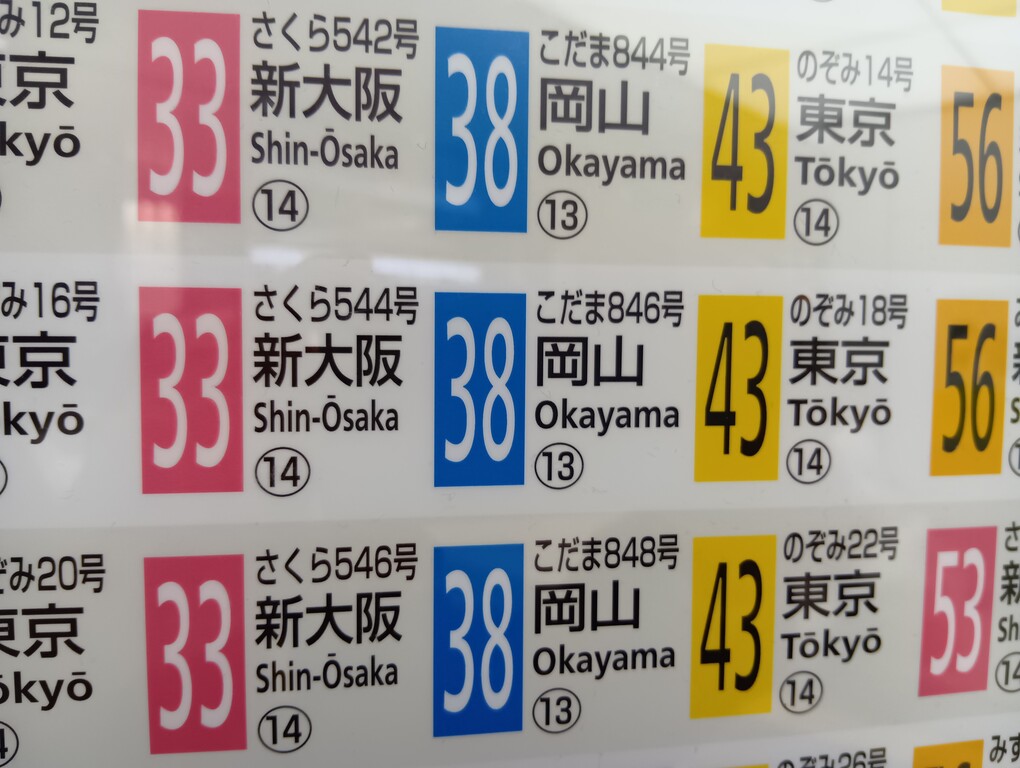 み12号
東京
kyō
33
さくら542号
新大阪
Shin-Ōsaka
⑭
38
こだま844号
岡山
Okayama
⑬
43
のぞみ14号
東京
Tōkyō
⑭
56
み16号
東京
kyō
33
さくら544号
新大阪
Shin-Ōsaka
⑭
38
こだま846号
岡山
Okayama
⑬
43
のぞみ18号
東京
Tōkyō
⑭
56
ぞみ20号
東京
ōkyō
33
さくら546号
新大阪
Shin-Ōsaka
⑭
38
こだま848号
岡山
Okayama
⑬
43
のぞみ22号
東京
Tōkyō
⑭
53
さ
新
Sh
⑭
のぞみ26号
みず